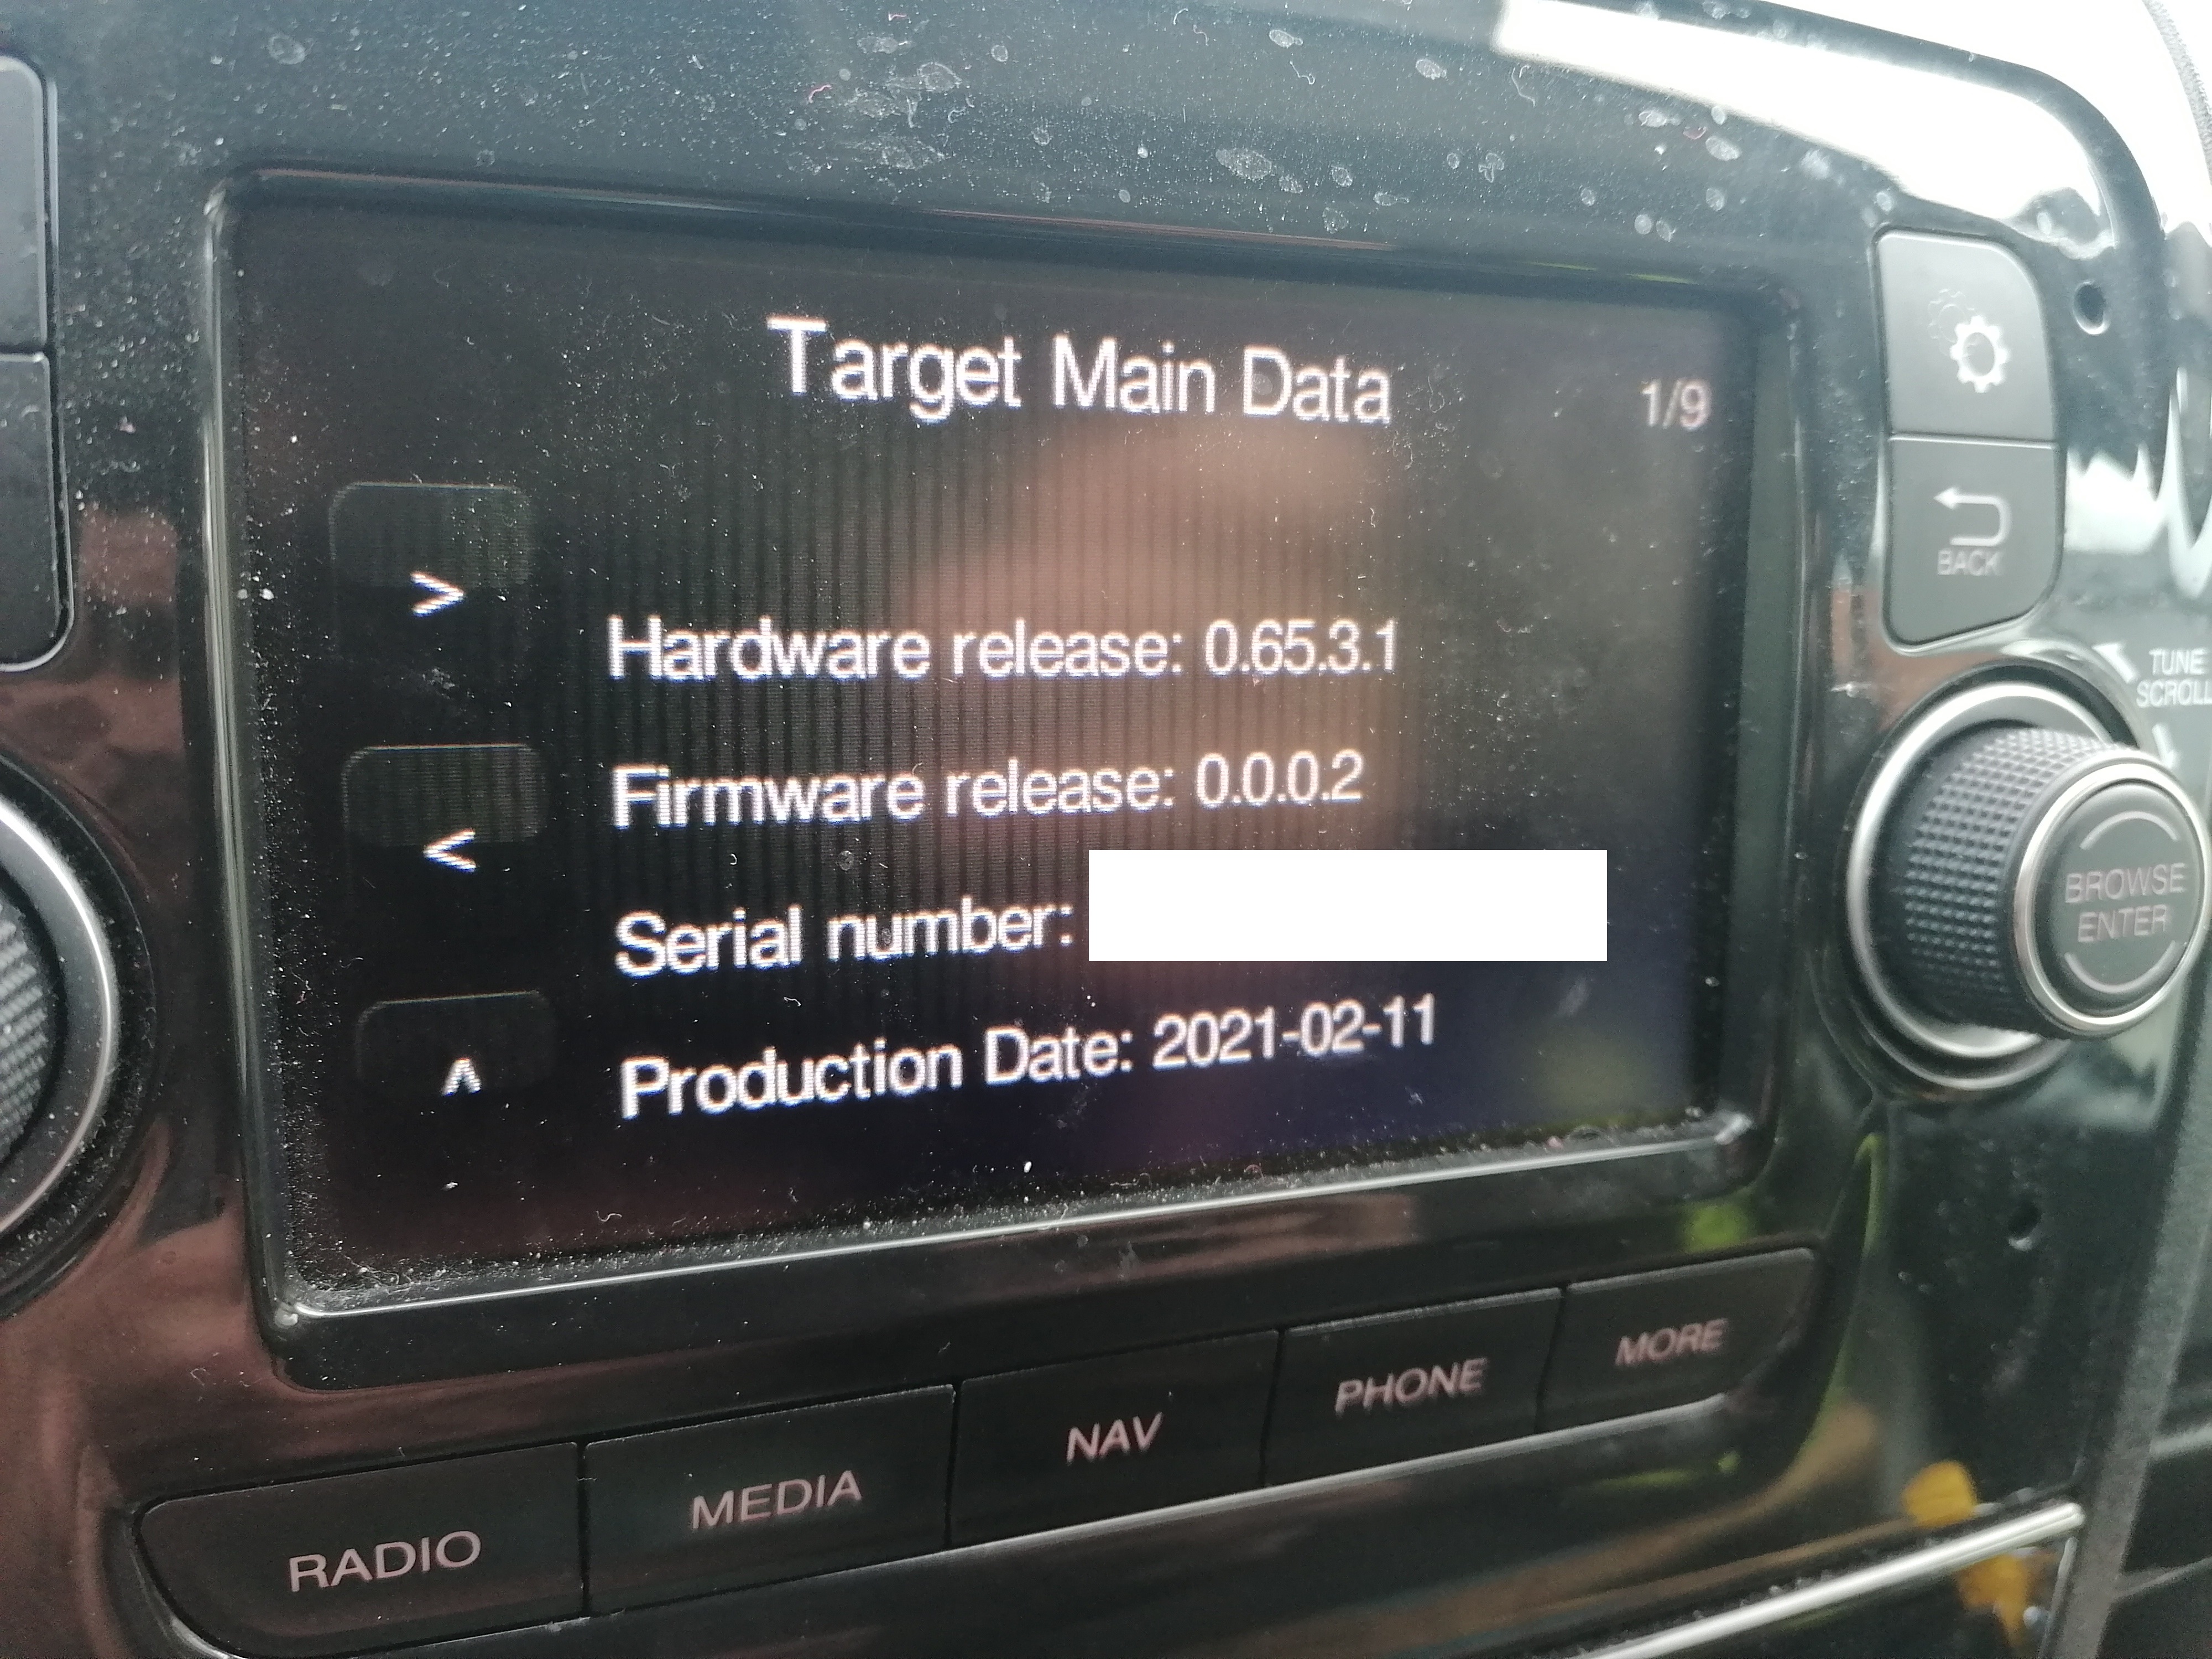 Target Main Data
1/9
>
Hardware release: 0.65.3.1
<
Firmware release: 0.0.0.2
Serial number:
^
Production Date: 2021-02-11
BACK
TUNE
SCROLL
BROWSE
ENTER
RADIO
MEDIA
NAV
PHONE
MORE